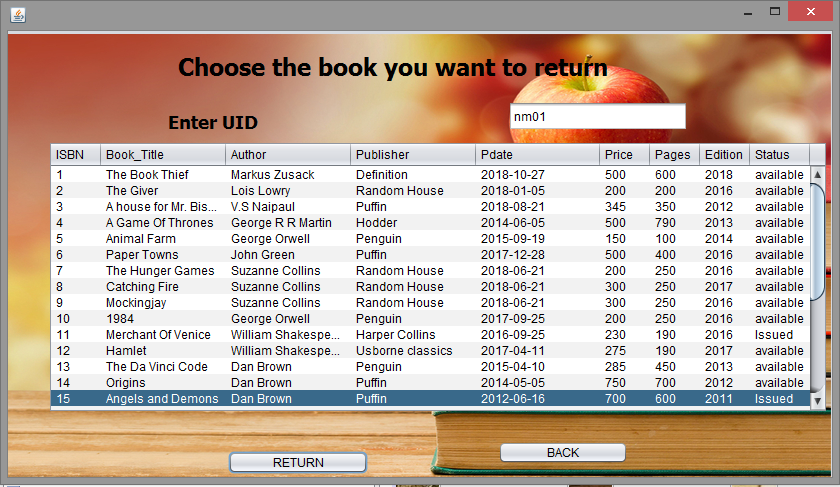 Choose the book you want to return
Enter UID
nm01
ISBN Book_Title Author Publisher Pdate Price Pages Edition Status
1 The Book Thief Markus Zusack Definition 2018-10-27 500 600 2018 available
2 The Giver Lois Lowry Random House 2018-01-05 200 200 2016 available
3 A house for Mr. Bis... V.S Naipaul Puffin 2018-08-21 345 350 2012 available
4 A Game Of Thrones George R R Martin Hodder 2014-06-05 500 790 2013 available
5 Animal Farm George Orwell Penguin 2015-09-19 150 100 2014 available
6 Paper Towns John Green Puffin 2017-12-28 500 400 2016 available
7 The Hunger Games Suzanne Collins Random House 2018-06-21 200 250 2016 available
8 Catching Fire Suzanne Collins Random House 2018-06-21 300 250 2017 available
9 Mockingjay Suzanne Collins Random House 2018-06-21 300 250 2016 available
10 1984 George Orwell Penguin 2017-09-25 200 250 2016 available
11 Merchant Of Venice William Shakespe... Harper Collins 2016-09-25 230 190 2016 Issued
12 Hamlet William Shakespe... Usborne classics 2017-04-11 275 190 2017 available
13 The Da Vinci Code Dan Brown Penguin 2015-04-10 285 450 2013 available
14 Origins Dan Brown Puffin 2014-05-05 750 700 2012 available
15 Angels and Demons Dan Brown Puffin 2012-06-16 700 600 2011 Issued
RETURN BACK